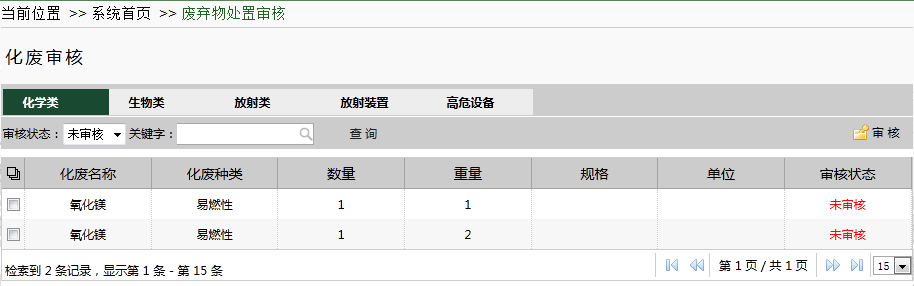 当前位置 >> 系统首页 >> 废弃物处置审核
化废审核
化学类 生物类 放射类 放射装置 高危设备
审核状态： 未审核 关键字： 查 询 审 核
化废名称 化废种类 数量 重量 规格 单位 审核状态
氧化镁 易燃性 1 1 未审核
氧化镁 易燃性 1 2 未审核
检索到 2 条记录，显示第 1 条 - 第 15 条 第 1 页 / 共 1 页 15